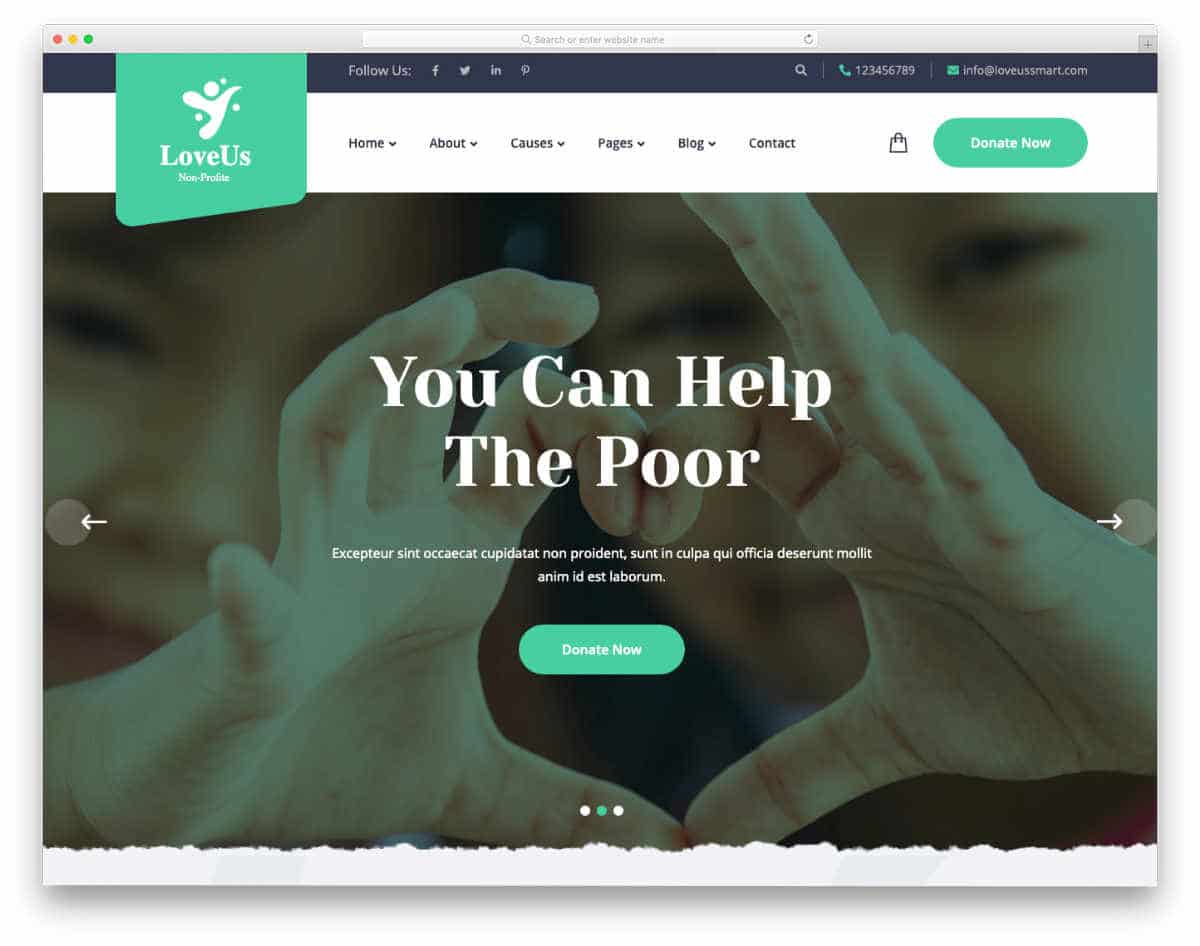 Search or enter website name
Follow Us:
123456789
info@loveussmart.com
LoveUs
Non-Profite
Home
About
Causes
Pages
Blog
Contact
Donate Now
You Can Help
The Poor
Excepteur sint occaecat cupidatat non proident, sunt in culpa qui officia deserunt mollit
anim id est laborum.
Donate Now